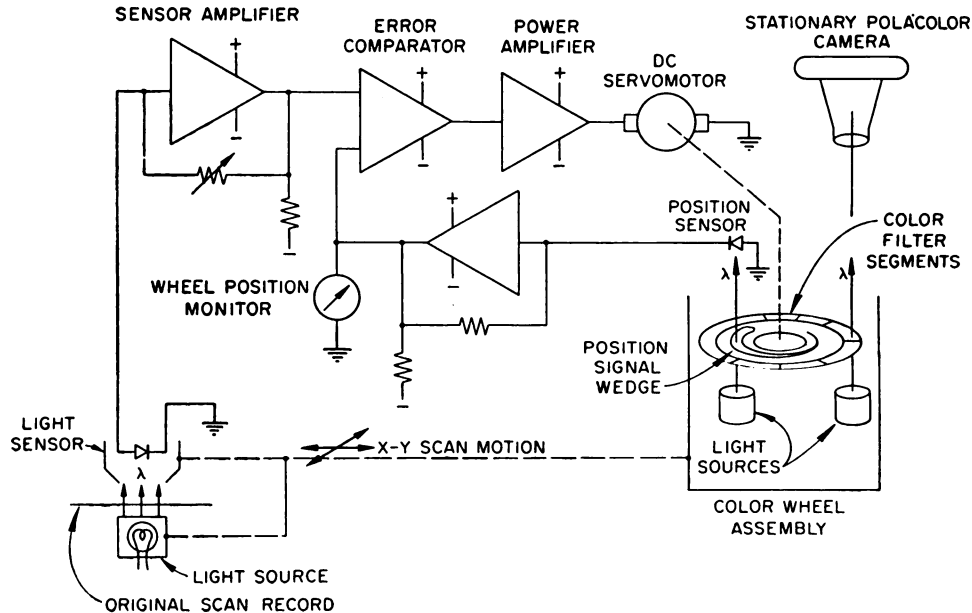 SENSOR AMPLIFIER
ERROR
COMPARATOR
POWER
AMPLIFIER
DC
SERVOMOTOR
STATIONARY POLACOLOR
CAMERA
+
+
+
−
−
−
−
POSITION
SENSOR
COLOR
FILTER
SEGMENTS
+
−
λ
λ
WHEEL POSITION
MONITOR
POSITION
SIGNAL
WEDGE
−
LIGHT
SENSOR
X-Y SCAN MOTION
LIGHT
SOURCES
λ
COLOR WHEEL
ASSEMBLY
LIGHT SOURCE
ORIGINAL SCAN RECORD